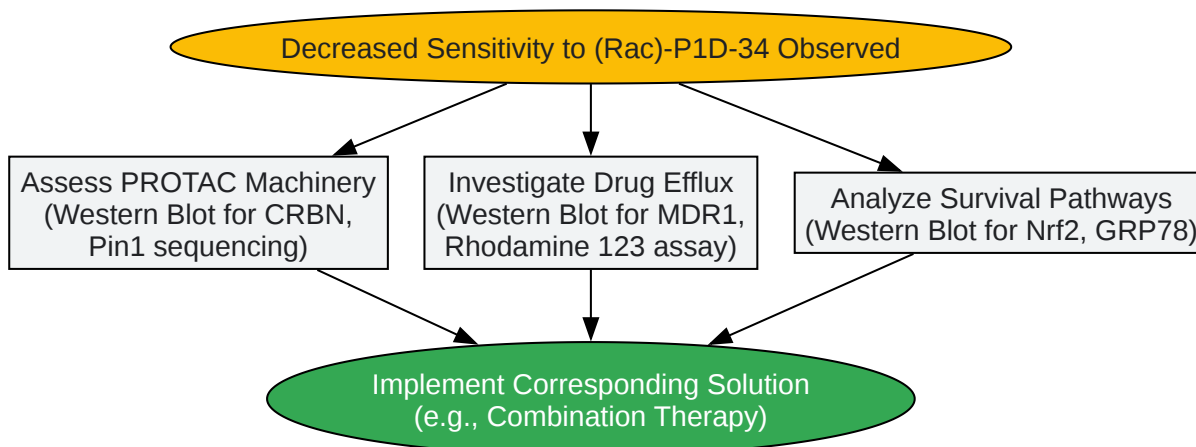 Decreased Sensitivity to (Rac)-P1D-34 Observed
Assess PROTAC Machinery
(Western Blot for CRBN,
Pin1 sequencing)
Investigate Drug Efflux
(Western Blot for MDR1,
Rhodamine 123 assay)
Analyze Survival Pathways
(Western Blot for Nrf2, GRP78)
Implement Corresponding Solution
(e.g., Combination Therapy)